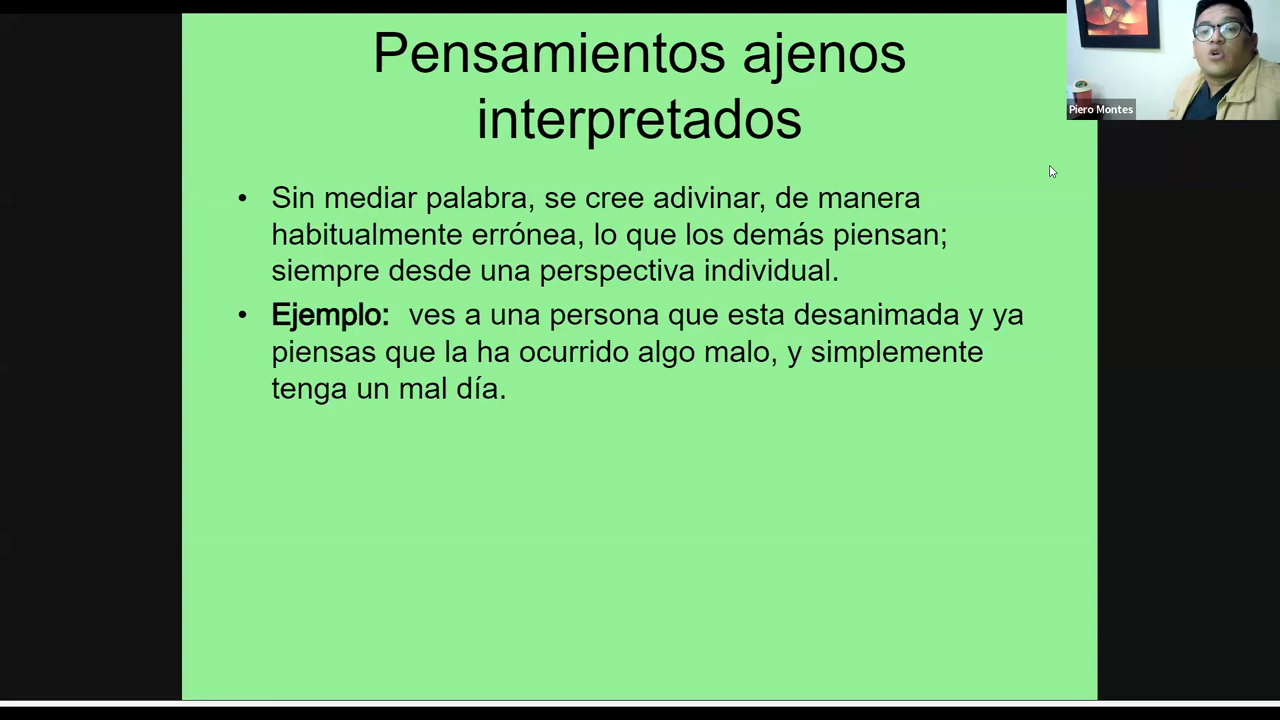 Pensamientos ajenos
interpretados
Piero Montes
• Sin mediar palabra, se cree adivinar, de manera
habitualmente errónea, lo que los demás piensan;
siempre desde una perspectiva individual.
• Ejemplo: ves a una persona que esta desanimada y ya
piensas que la ha ocurrido algo malo, y simplemente
tenga un mal día.